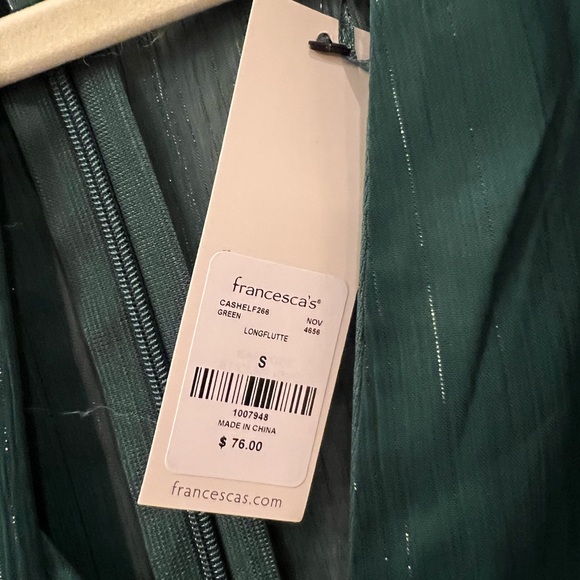 francesca's®
CASHELF266 NOV
GREEN 4656
LONGFLUTTE
S
1007948
MADE IN CHINA
$ 76.00
francescas.com